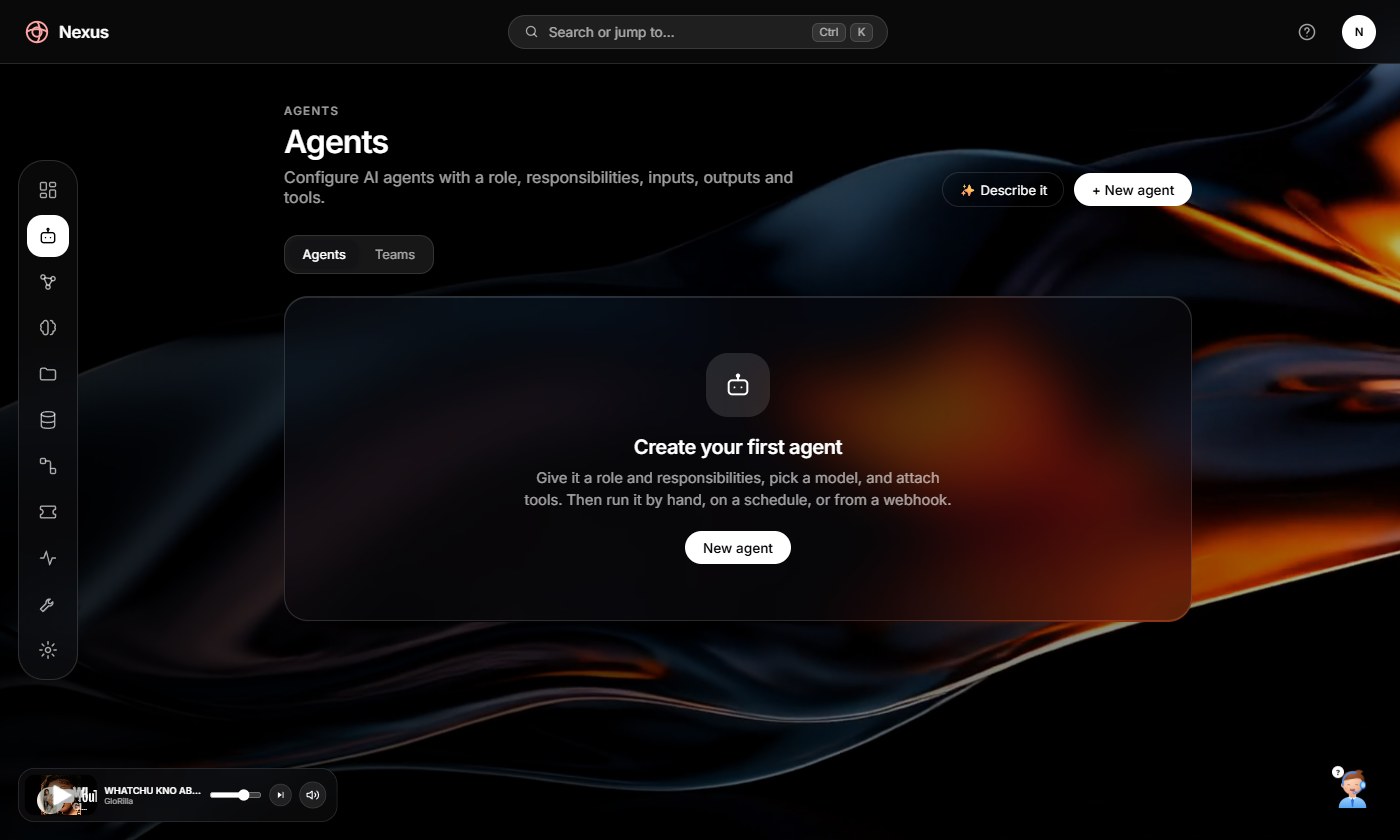 Nexus
Search or jump to...
Ctrl
K
?
N
AGENTS
Agents
Configure AI agents with a role, responsibilities, inputs, outputs and
tools.
✨ Describe it
+ New agent
Agents
Teams
Create your first agent
Give it a role and responsibilities, pick a model, and attach
tools. Then run it by hand, on a schedule, or from a webhook.
New agent
WHATCHU KNO AB...
GloRilla
?